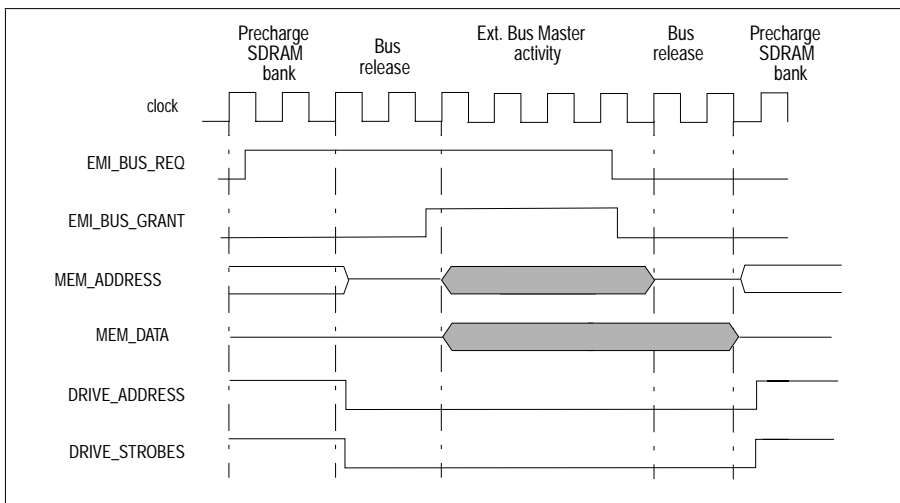 Precharge
SDRAM
bank
Bus
release
Ext. Bus Master
activity
Bus
release
Precharge
SDRAM
bank
clock
EMI_BUS_REQ
EMI_BUS_GRANT
MEM_ADDRESS
MEM_DATA
DRIVE_ADDRESS
DRIVE_STROBES